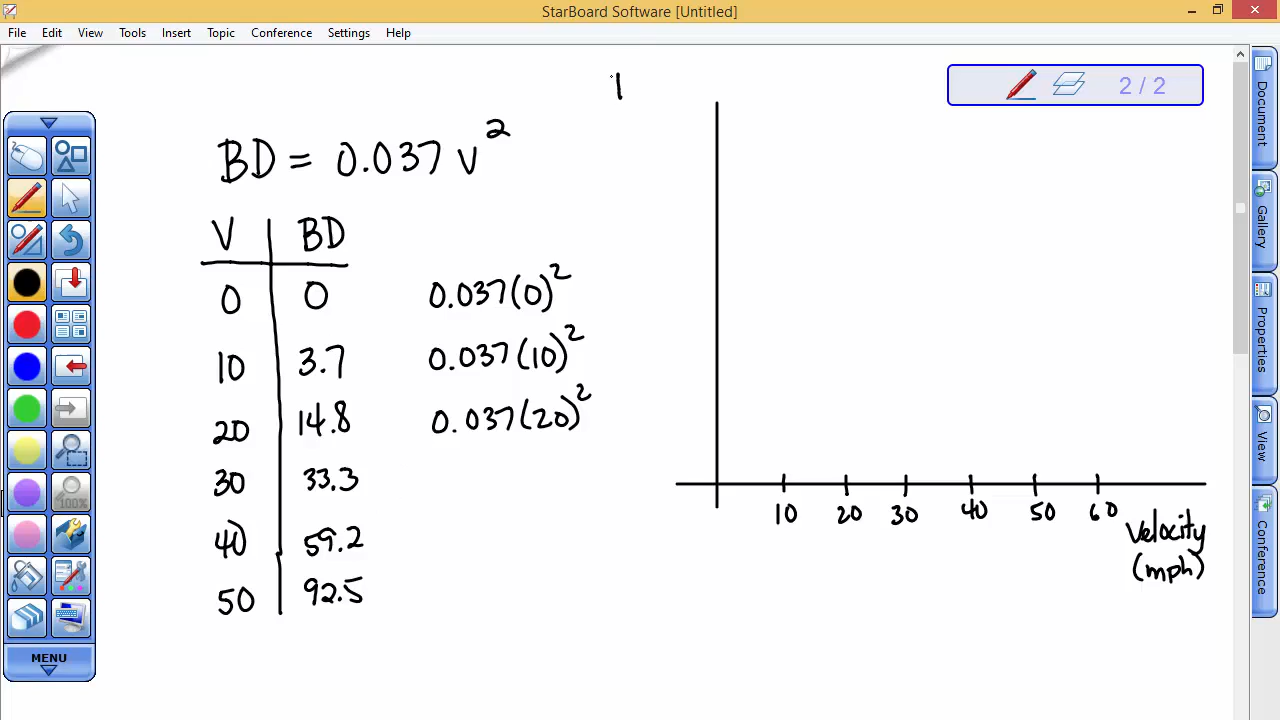 StarBoard Software [Untitled]
File Edit View Tools Insert Topic Conference Settings Help
2 / 2
BD = 0.037 v²
V BD
0 0 0.037(0)²
10 3.7 0.037(10)²
20 14.8 0.037(20)²
30 33.3
40 59.2
50 92.5
10 20 30 40 50 60
Velocity
(mph)
100%
MENU
Document
Gallery
Properties
View
Conference